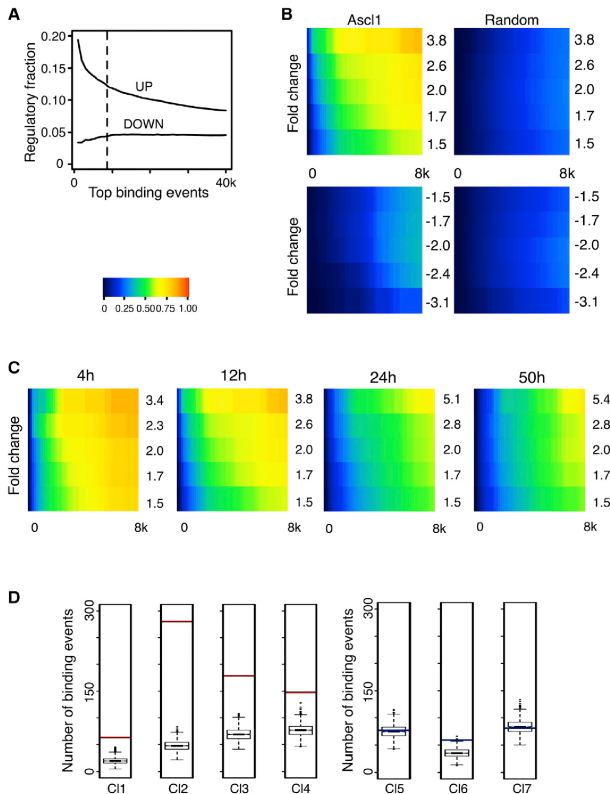 A
Regulatory fraction
0.20
0.15
0.10
0.05
0
UP
DOWN
0
40k
Top binding events
0 0.25 0.50 0.75 1.00
B
Ascl1
Random
Fold change
3.8
2.4
2.0
1.7
1.5
3.8
2.4
2.0
1.7
1.5
0 8k
0 8k
Fold change
-1.5
-1.7
-2.0
-2.4
-3.1
-1.5
-1.7
-2.0
-2.4
-3.1
C
4h
12h
24h
50h
Fold change
3.4
2.3
2.0
1.7
1.5
3.8
2.4
2.0
1.7
1.5
5.1
2.6
2.0
1.7
1.5
5.4
2.8
2.0
1.7
1.5
0 8k
0 8k
0 8k
0 8k
D
Number of binding events
300
150
0
Cl1 Cl2 Cl3 Cl4
Number of binding events
300
150
0
Cl5 Cl6 Cl7